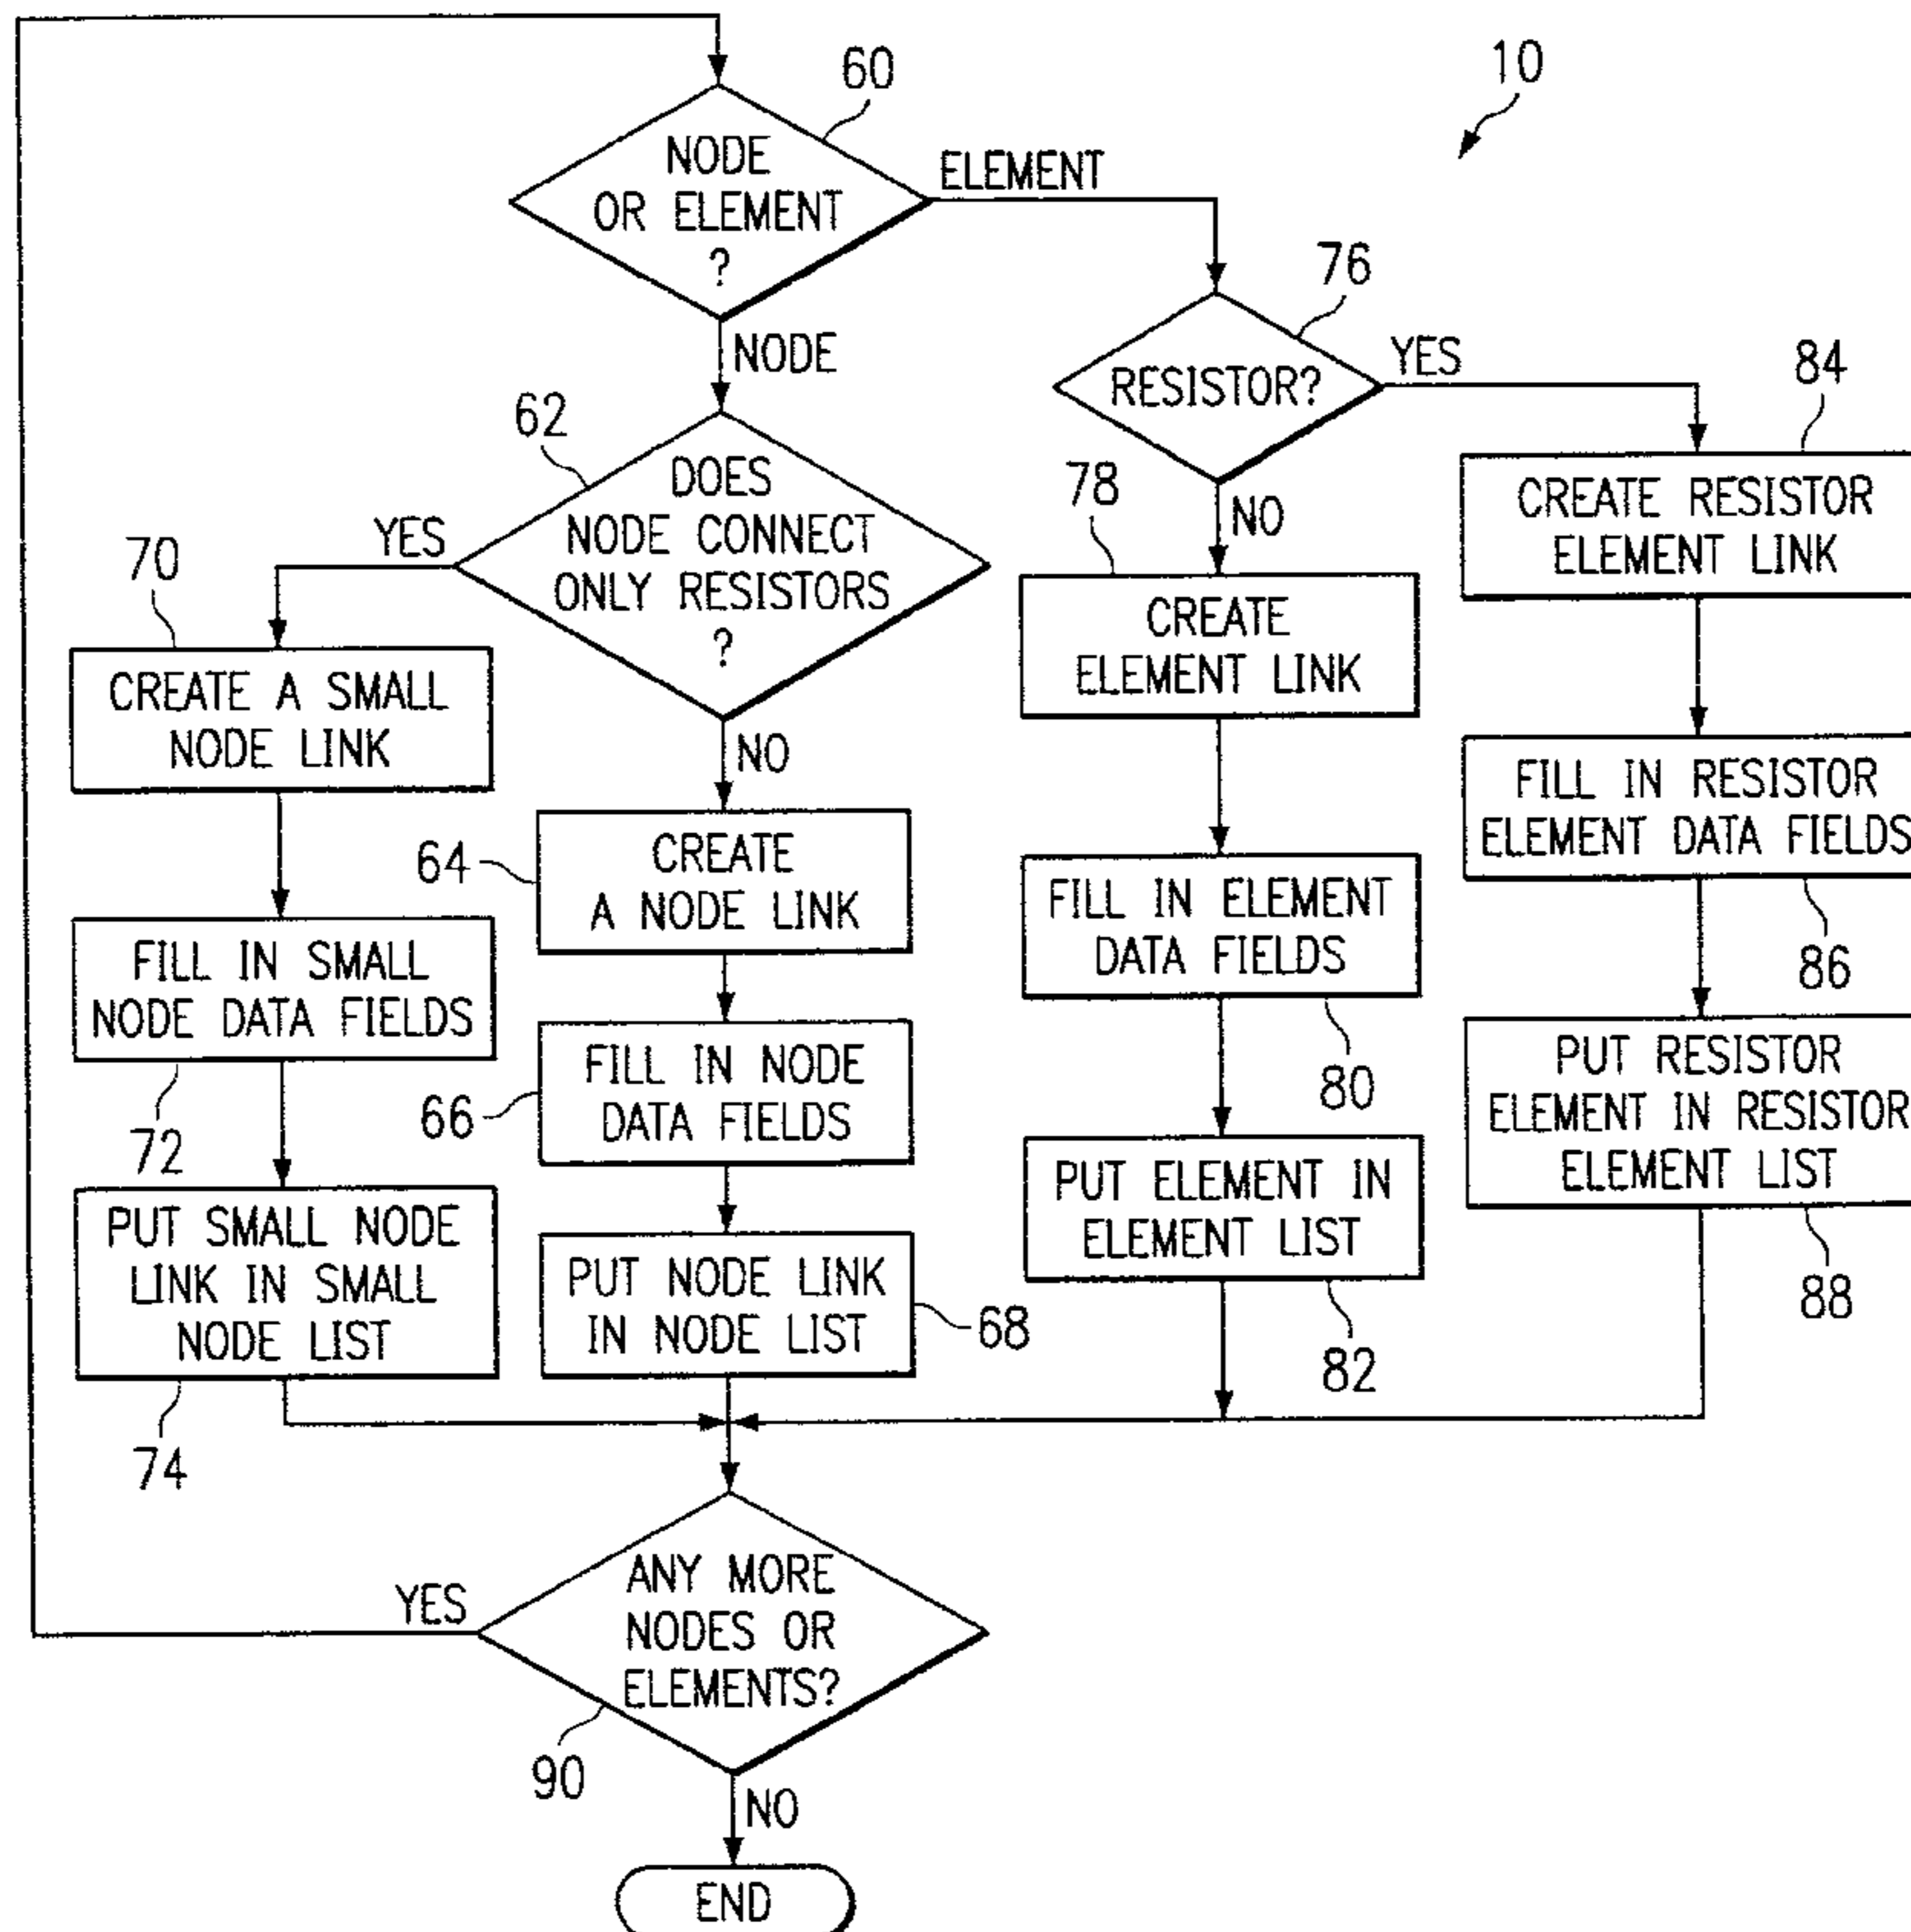 10
60
NODE
OR ELEMENT
?
ELEMENT
NODE
76
RESISTOR?
YES
NO
62
DOES
NODE CONNECT
ONLY RESISTORS
?
YES
NO
84
CREATE RESISTOR
ELEMENT LINK
78
CREATE
ELEMENT LINK
70
CREATE A SMALL
NODE LINK
64
CREATE
A NODE LINK
FILL IN RESISTOR
ELEMENT DATA FIELDS
86
FILL IN ELEMENT
DATA FIELDS
80
FILL IN SMALL
NODE DATA FIELDS
72
66
FILL IN NODE
DATA FIELDS
PUT RESISTOR
ELEMENT IN RESISTOR
ELEMENT LIST
88
PUT ELEMENT IN
ELEMENT LIST
82
PUT SMALL NODE
LINK IN SMALL
NODE LIST
74
PUT NODE LINK
IN NODE LIST
68
ANY MORE
NODES OR
ELEMENTS?
YES
90
NO
END